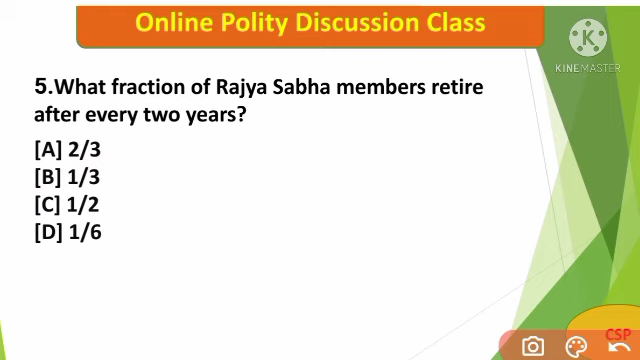 Online Polity Discussion Class
KINEMASTER
5.What fraction of Rajya Sabha members retire
after every two years?
[A] 2/3
[B] 1/3
[C] 1/2
[D] 1/6
CSP